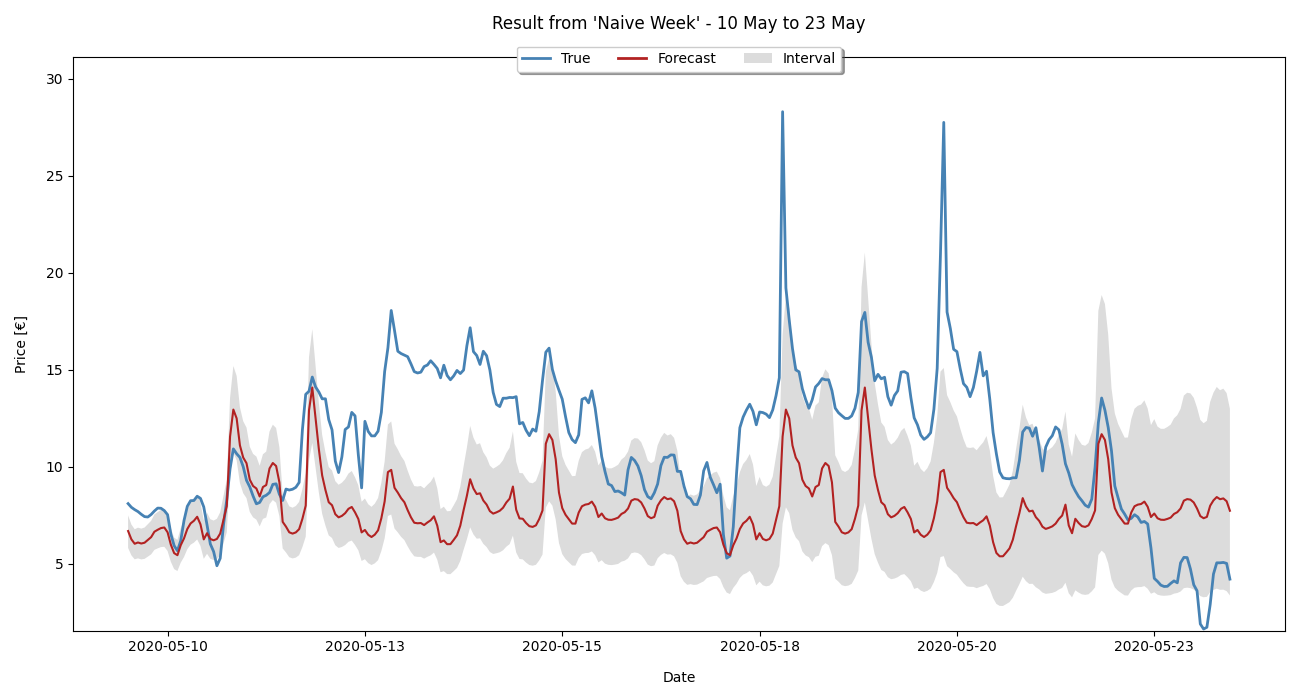 Result from 'Naive Week' - 10 May to 23 May
True Forecast Interval
30
25
20
15
10
5
Price [€]
2020-05-10 2020-05-13 2020-05-15 2020-05-18 2020-05-20 2020-05-23
Date